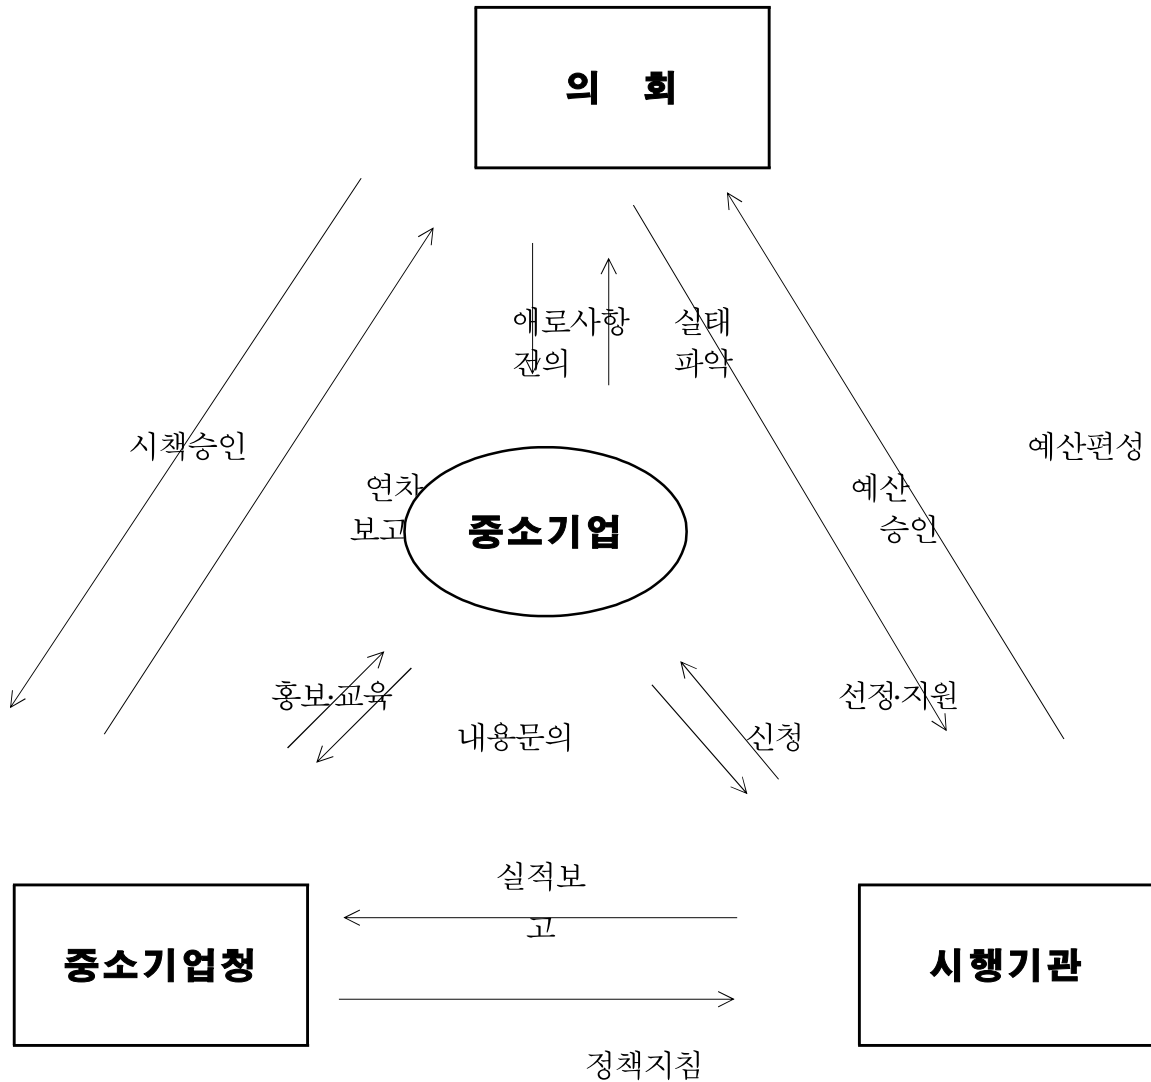 의 회
애로사항 실태
건의 파악
시책승인
예산편성
연차
보고
중소기업
예산
승인
홍보·교육
선정·지원
내용문의
신청
실적보
고
중소기업청
시행기관
정책지침